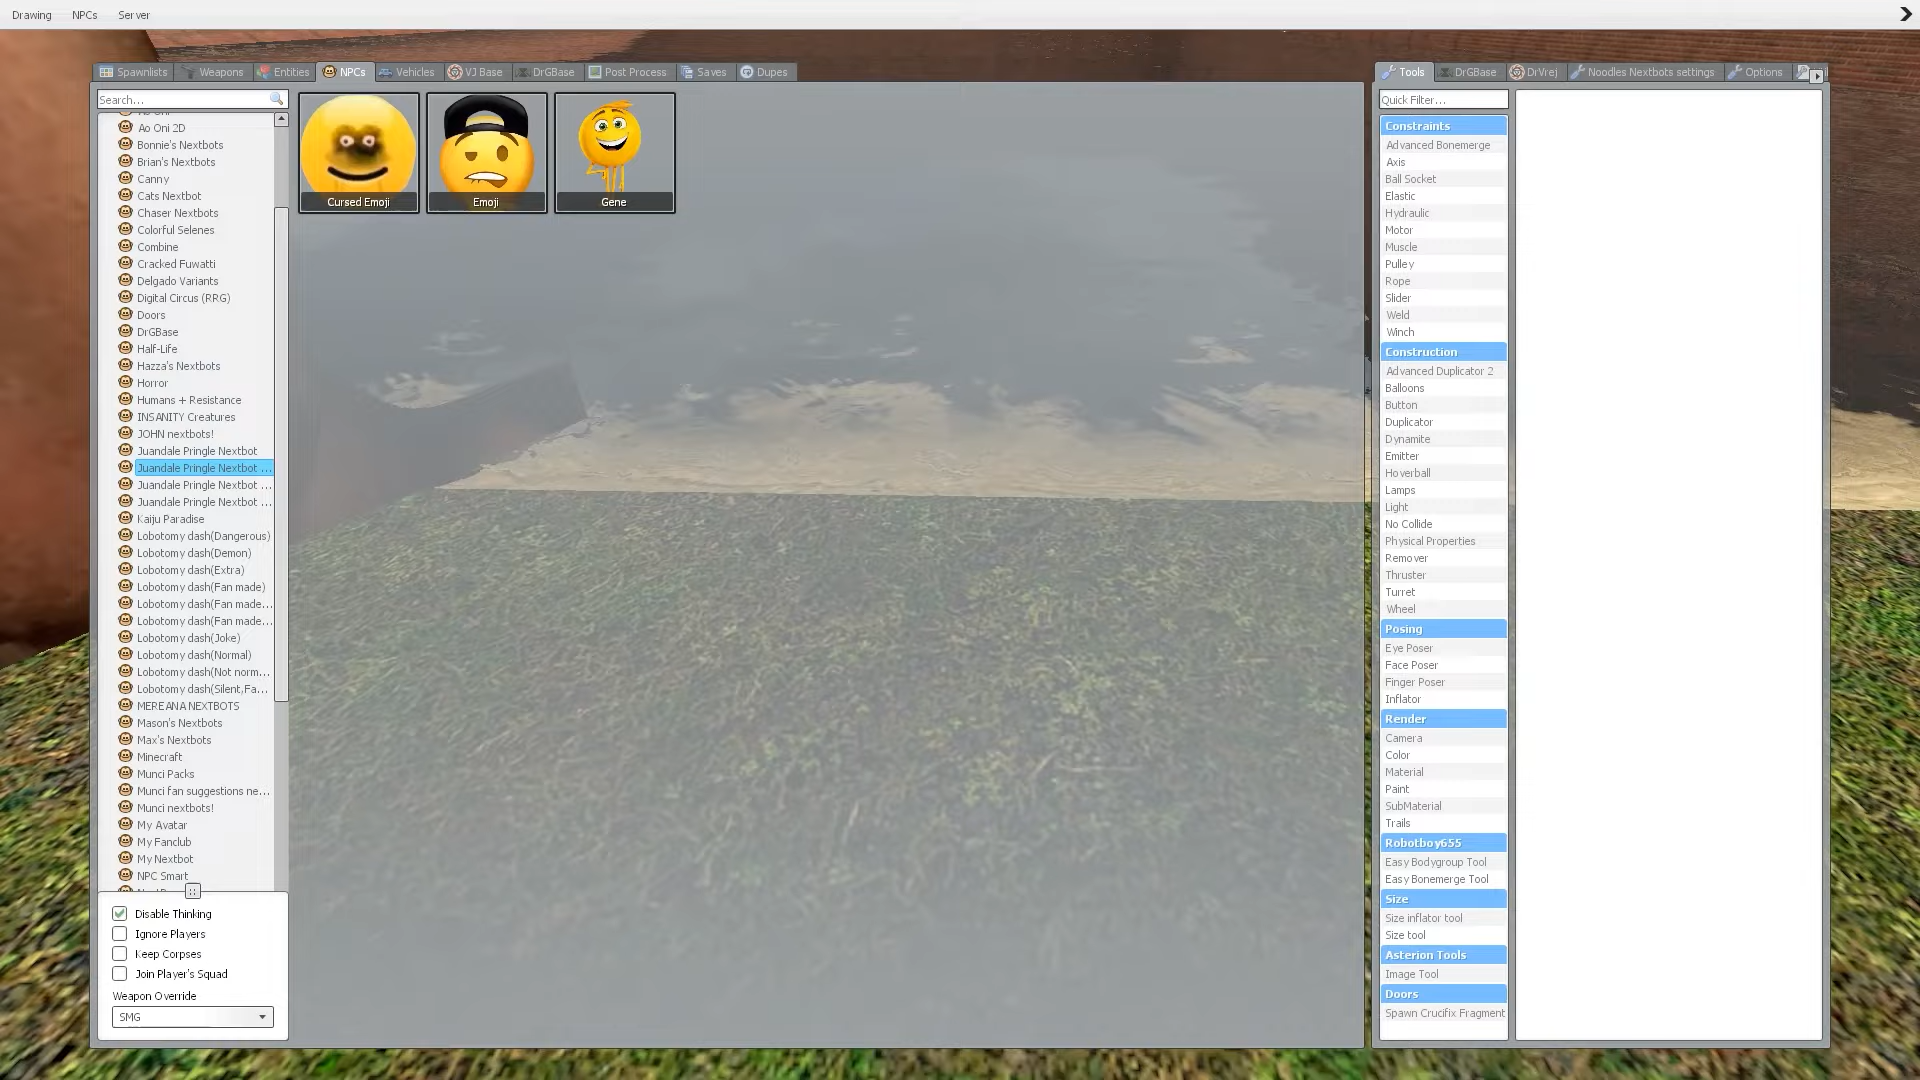 Drawing NPCs Server
Spawnlists Weapons Entities NPCs Vehicles VJ Base DrGBase Post Process Saves Dupes
Search...
Ao Oni 2D
Bonnie's Nextbots
Brian's Nextbots
Canny
Cats Nextbot
Chaser Nextbots
Colorful Selenes
Combine
Cracked Fuwatti
Delgado Variants
Digital Circus (RRG)
Doors
DrGBase
Half-Life
Hazza's Nextbots
Horror
Humans + Resistance
INSANITY Creatures
JOHN nextbots!
Juandale Pringle Nextbot
Juandale Pringle Nextbot ...
Juandale Pringle Nextbot ...
Juandale Pringle Nextbot ...
Kaiju Paradise
Lobotomy dash(Dangerous)
Lobotomy dash(Demon)
Lobotomy dash(Extra)
Lobotomy dash(Fan made)
Lobotomy dash(Fan made...
Lobotomy dash(Fan made...
Lobotomy dash(Joke)
Lobotomy dash(Normal)
Lobotomy dash(Not norm...
Lobotomy dash(Silent,Fa...
MEREANA NEXTBOTS
Mason's Nextbots
Max's Nextbots
Minecraft
Munci Packs
Munci fan suggestions ne...
Munci nextbots!
My Avatar
My Fanclub
My Nextbot
NPC Smart
Disable Thinking
Ignore Players
Keep Corpses
Join Player's Squad
Weapon Override
SMG
Cursed Emoji
Emoji
Gene
Tools DrGBase DrVrej Noodles Nextbots settings Options
Quick Filter...
Constraints
Advanced Bonemerge
Axis
Ball Socket
Elastic
Hydraulic
Motor
Muscle
Pulley
Rope
Slider
Weld
Winch
Construction
Advanced Duplicator 2
Balloons
Button
Duplicator
Dynamite
Emitter
Hoverball
Lamps
Light
No Collide
Physical Properties
Remover
Thruster
Turret
Wheel
Posing
Eye Poser
Face Poser
Finger Poser
Inflator
Render
Camera
Color
Material
Paint
SubMaterial
Trails
Robotboy655
Easy Bodygroup Tool
Easy Bonemerge Tool
Size
Size inflator tool
Size tool
Asterion Tools
Image Tool
Doors
Spawn Crucifix Fragment